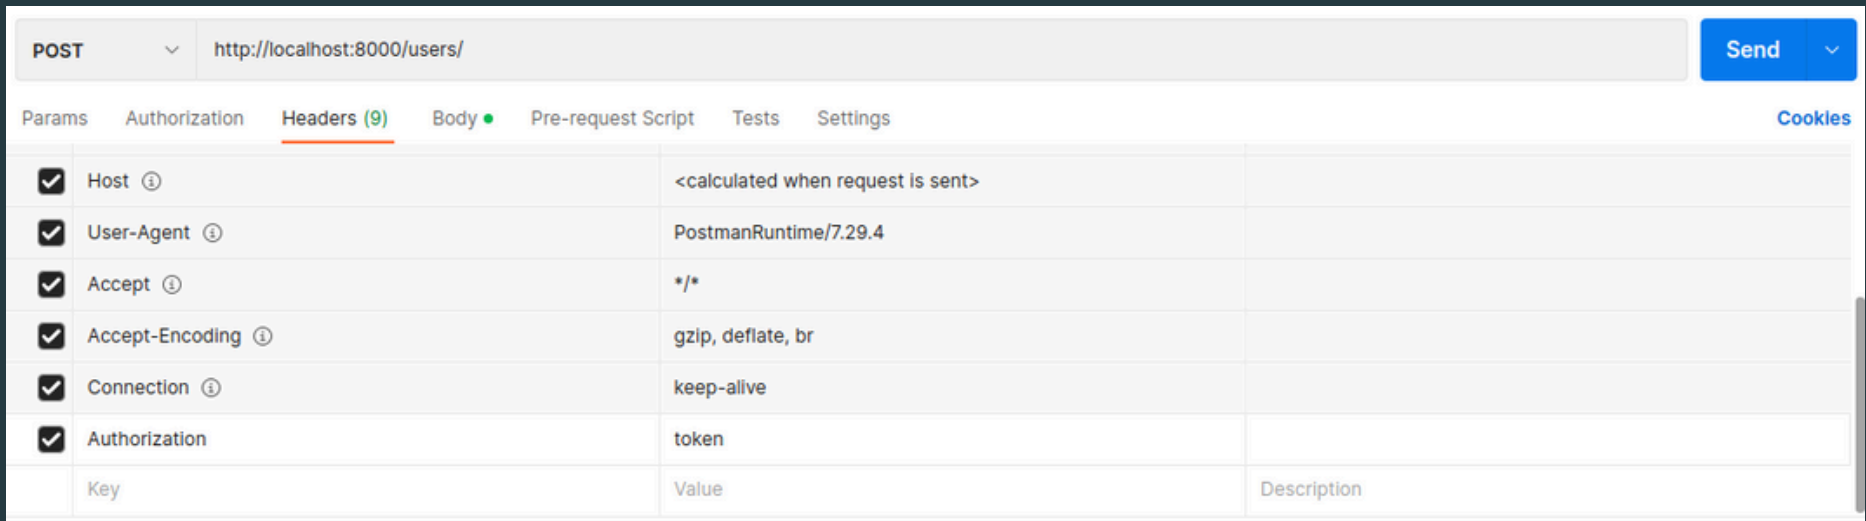 POST http://localhost:8000/users/ Send
Params Authorization Headers (9) Body Pre-request Script Tests Settings Cookies
Host <calculated when request is sent>
User-Agent PostmanRuntime/7.29.4
Accept */*
Accept-Encoding gzip, deflate, br
Connection keep-alive
Authorization token
Key Value Description